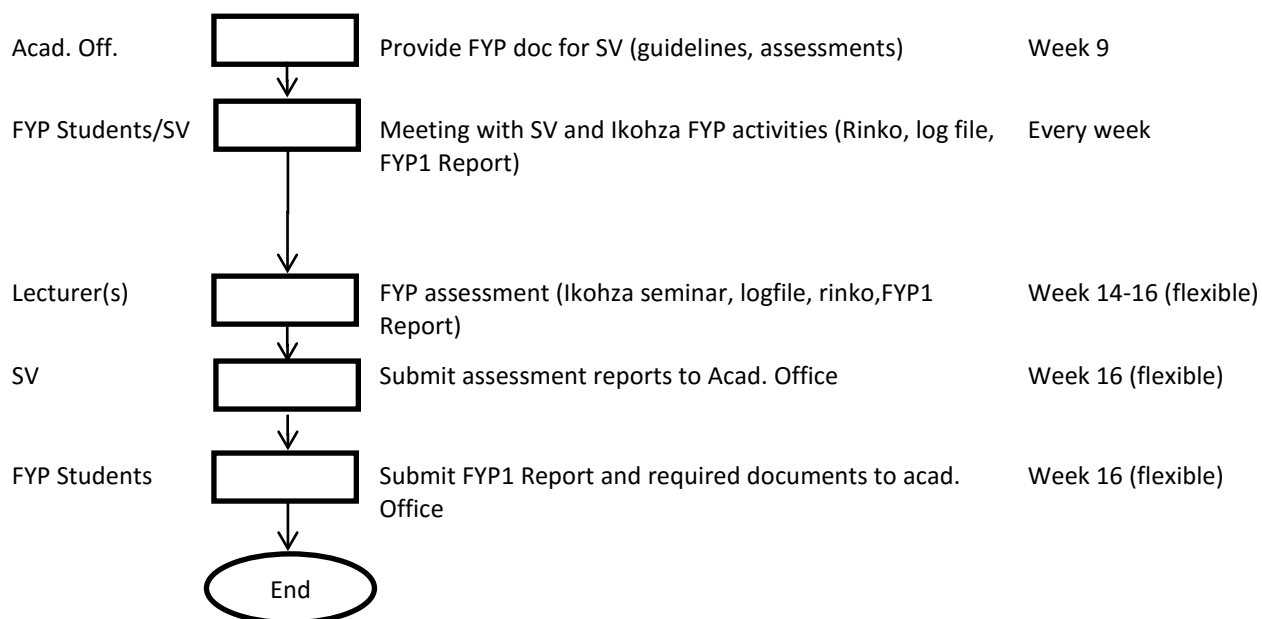 Acad. Off. Provide FYP doc for SV (guidelines, assessments) Week 9
FYP Students/SV Meeting with SV and Ikohza FYP activities (Rinko, log file, Every week
FYP1 Report)
Lecturer(s) FYP assessment (Ikohza seminar, logfile, rinko,FYP1 Week 14-16 (flexible)
Report)
SV Submit assessment reports to Acad. Office Week 16 (flexible)
FYP Students Submit FYP1 Report and required documents to acad. Week 16 (flexible)
Office
End